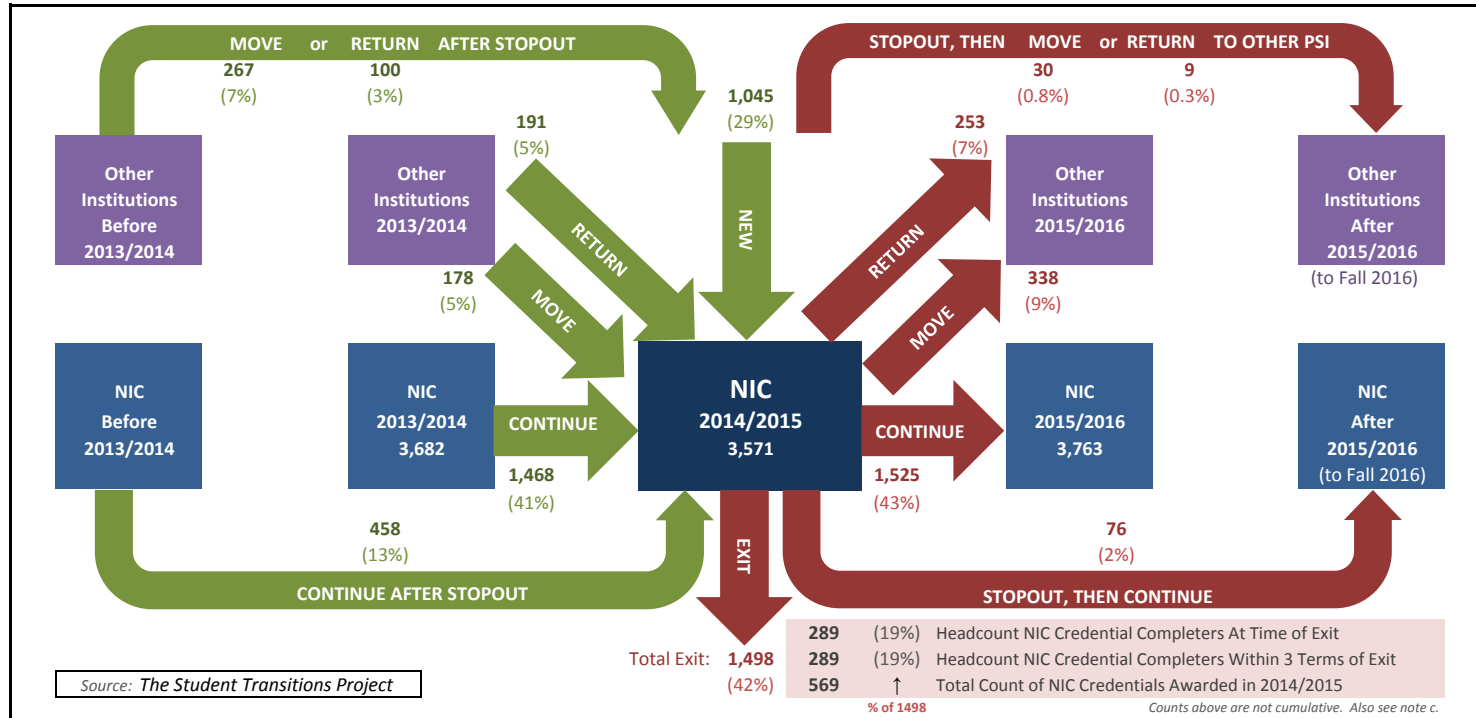 MOVE or RETURN AFTER STOPOUT
267 100
(7%) (3%)
STOPOUT, THEN MOVE or RETURN TO OTHER PSI
30 9
(0.8%) (0.3%)
1,045
(29%)
191
(5%)
253
(7%)
Other
Institutions
Before
2013/2014
Other
Institutions
2013/2014
NEW
Other
Institutions
2015/2016
Other
Institutions
After
2015/2016
(to Fall 2016)
RETURN
RETURN
178
(5%)
MOVE
MOVE
338
(9%)
NIC
Before
2013/2014
NIC
2013/2014
3,682
CONTINUE
1,468
(41%)
NIC
2014/2015
3,571
CONTINUE
1,525
(43%)
NIC
2015/2016
3,763
NIC
After
2015/2016
(to Fall 2016)
458
(13%)
CONTINUE AFTER STOPOUT
EXIT
76
(2%)
STOPOUT, THEN CONTINUE
Total Exit: 1,498
(42%)
289 (19%) Headcount NIC Credential Completers At Time of Exit
289 (19%) Headcount NIC Credential Completers Within 3 Terms of Exit
569 ↑ Total Count of NIC Credentials Awarded in 2014/2015
% of 1498
Counts above are not cumulative. Also see note c.
Source: The Student Transitions Project